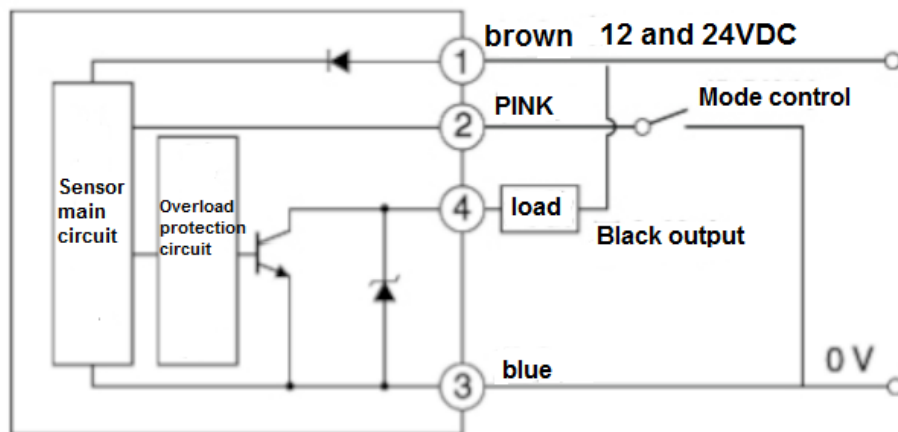 brown 12 and 24VDC
1
PINK
Mode control
2
Sensor
main
circuit
Overload
protection
circuit
4
load
Black output
blue
0 V
3